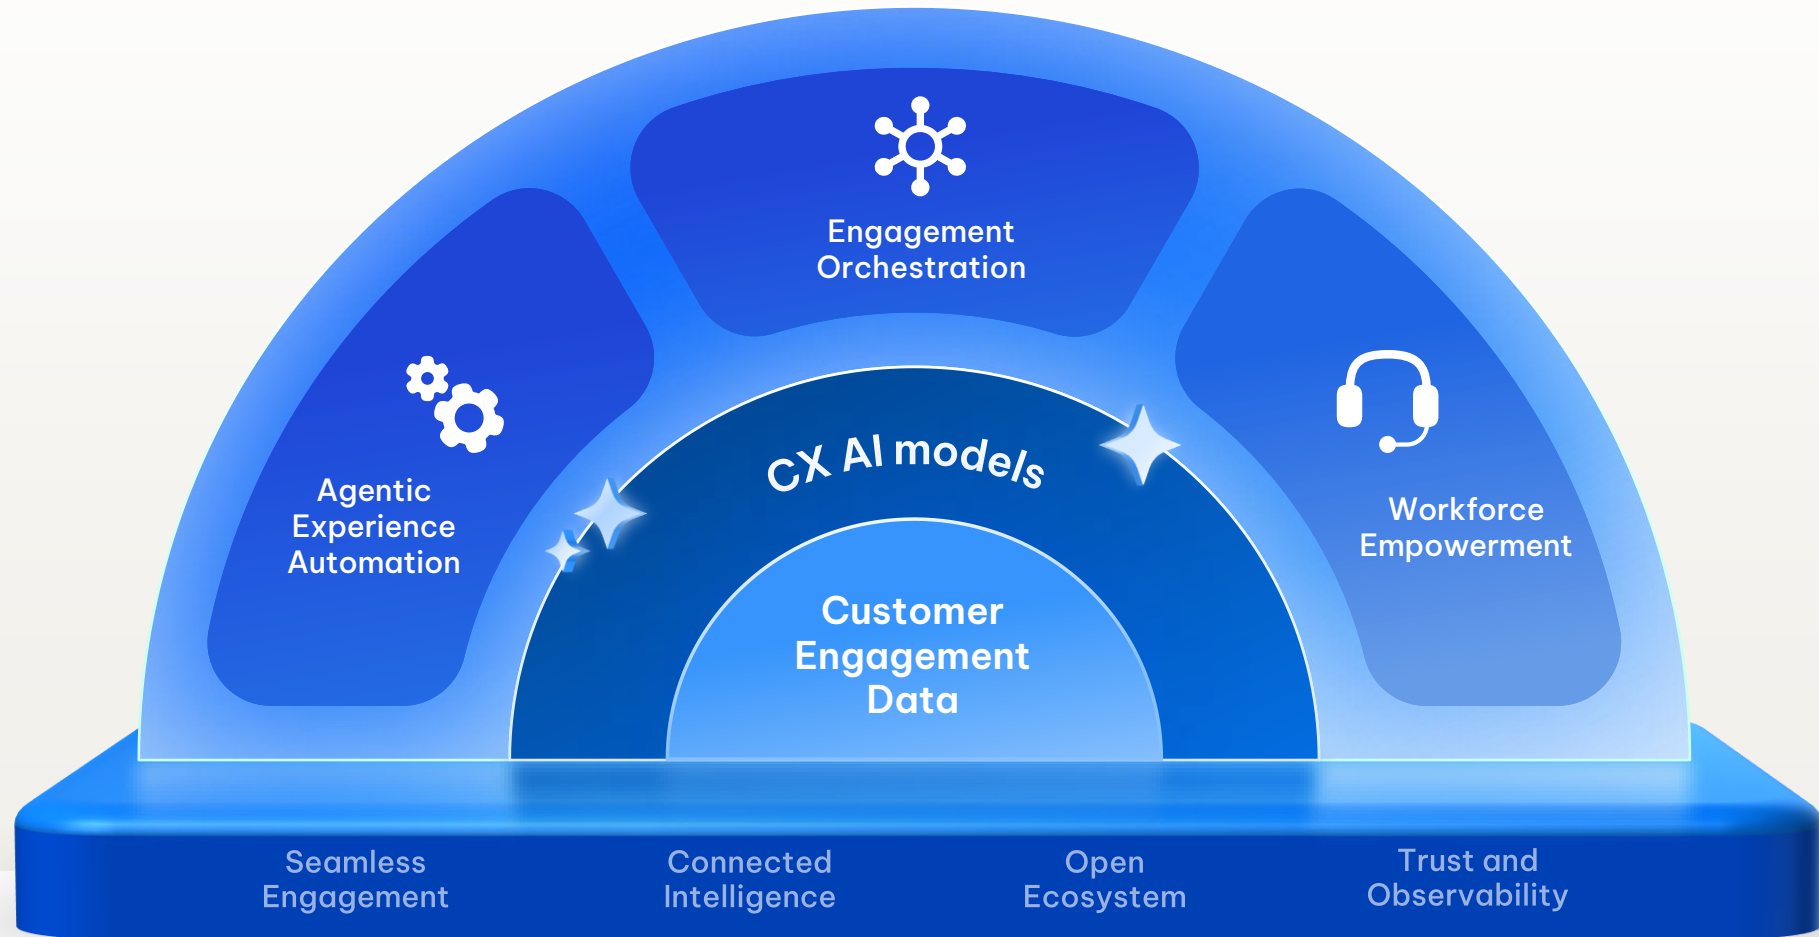 Engagement
Orchestration
Agentic
Experience
Automation
Workforce
Empowerment
CX AI models
Customer
Engagement
Data
Seamless
Engagement
Connected
Intelligence
Open
Ecosystem
Trust and
Observability